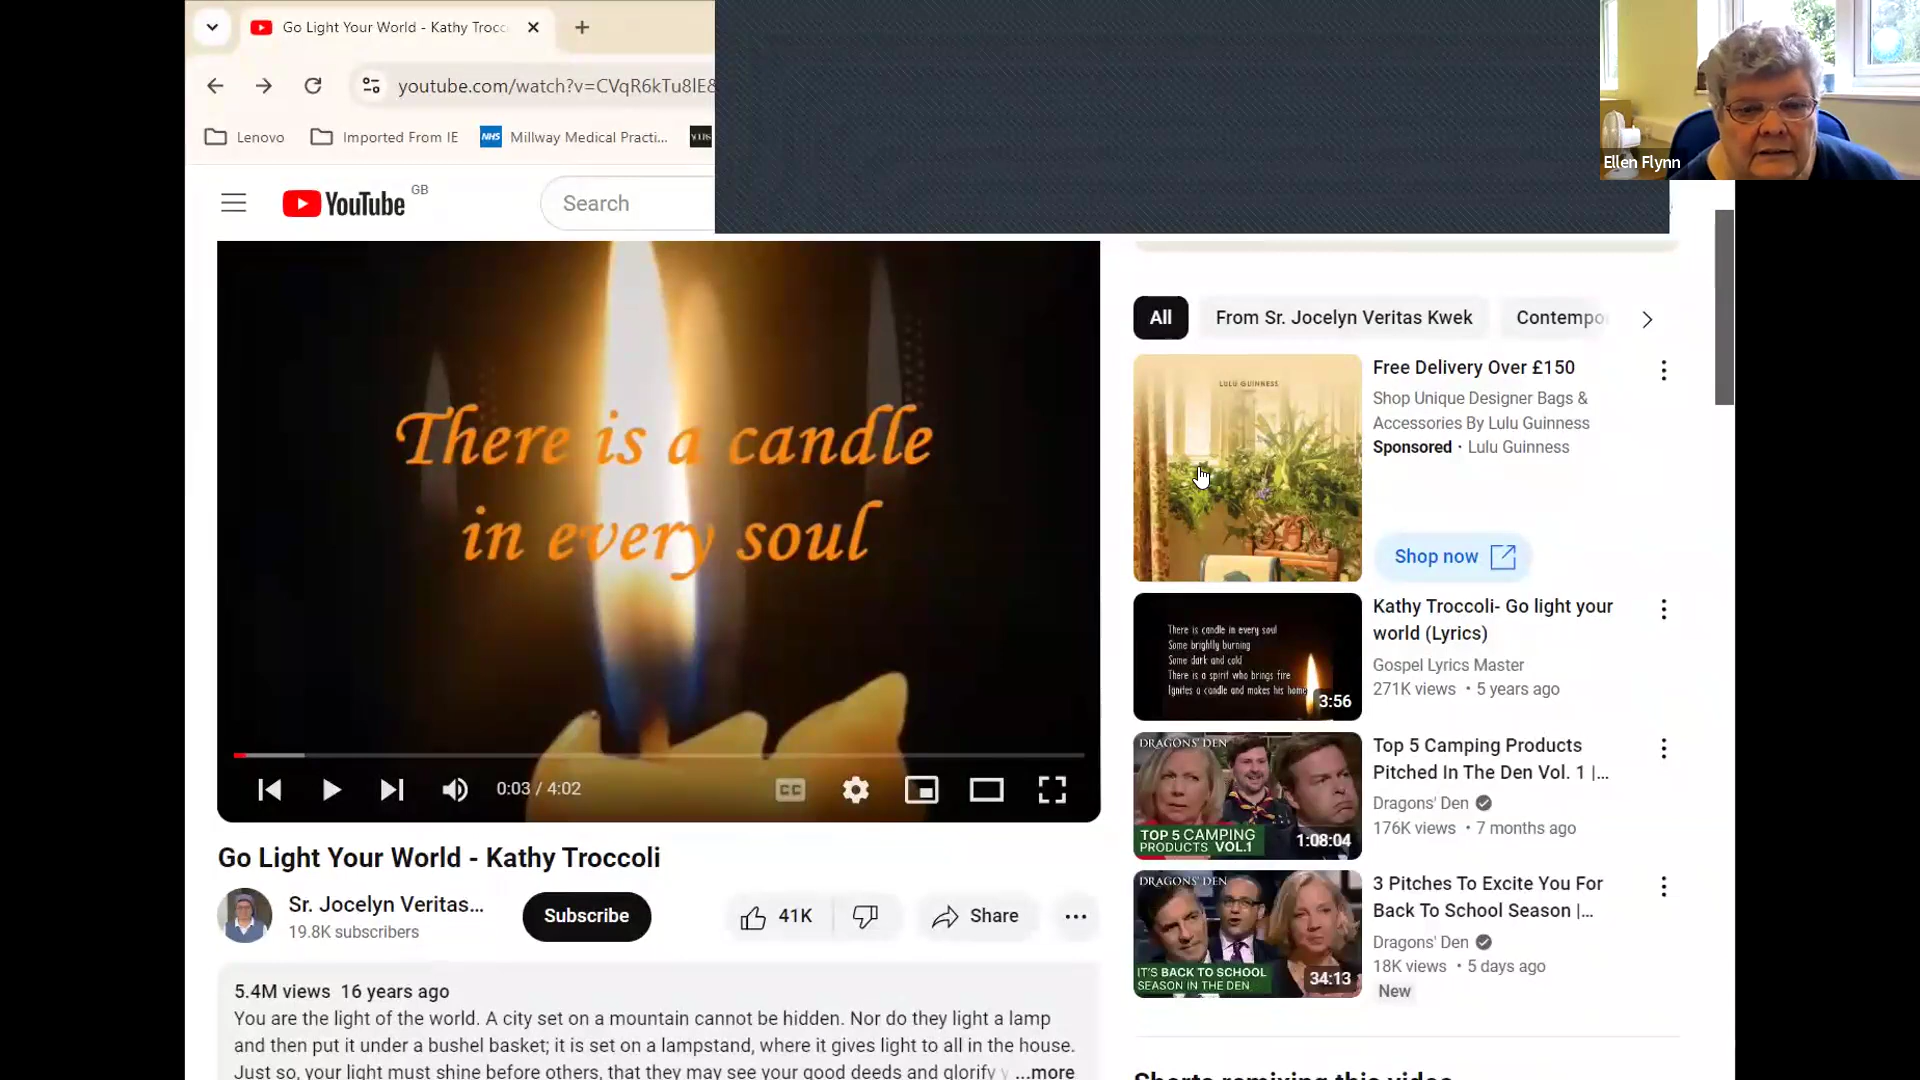 Go Light Your World - Kathy Trocc
youtube.com/watch?v=CVqR6kTu8lE8
Lenovo
Imported From IE
NHS
Millway Medical Practi...
Ellen Flynn
YouTube
GB
Search
There is a candle
in every soul
CC
0:03 / 4:02
Go Light Your World - Kathy Troccoli
Sr. Jocelyn Veritas...
19.8K subscribers
Subscribe
41K
Share
5.4M views 16 years ago
You are the light of the world. A city set on a mountain cannot be hidden. Nor do they light a lamp
and then put it under a bushel basket; it is set on a lampstand, where it gives light to all in the house.
Just so, your light must shine before others, that they may see your good deeds and glorify y ...more
All
From Sr. Jocelyn Veritas Kwek
Contempo
LULU GUINNESS
Free Delivery Over £150
Shop Unique Designer Bags &
Accessories By Lulu Guinness
Sponsored · Lulu Guinness
Shop now
There is candle in every soul
Some brightly burning
Some dark and cold
There is a spirit who brings fire
Ignites a candle and makes his home
3:56
Kathy Troccoli- Go light your
world (Lyrics)
Gospel Lyrics Master
271K views • 5 years ago
DRAGONS' DEN
TOP 5 CAMPING
PRODUCTS VOL.1
1:08:04
Top 5 Camping Products
Pitched In The Den Vol. 1 |...
Dragons' Den
176K views • 7 months ago
DRAGONS' DEN
IT'S BACK TO SCHOOL
SEASON IN THE DEN
34:13
3 Pitches To Excite You For
Back To School Season |...
Dragons' Den
18K views • 5 days ago
New
Shorts remixing this video